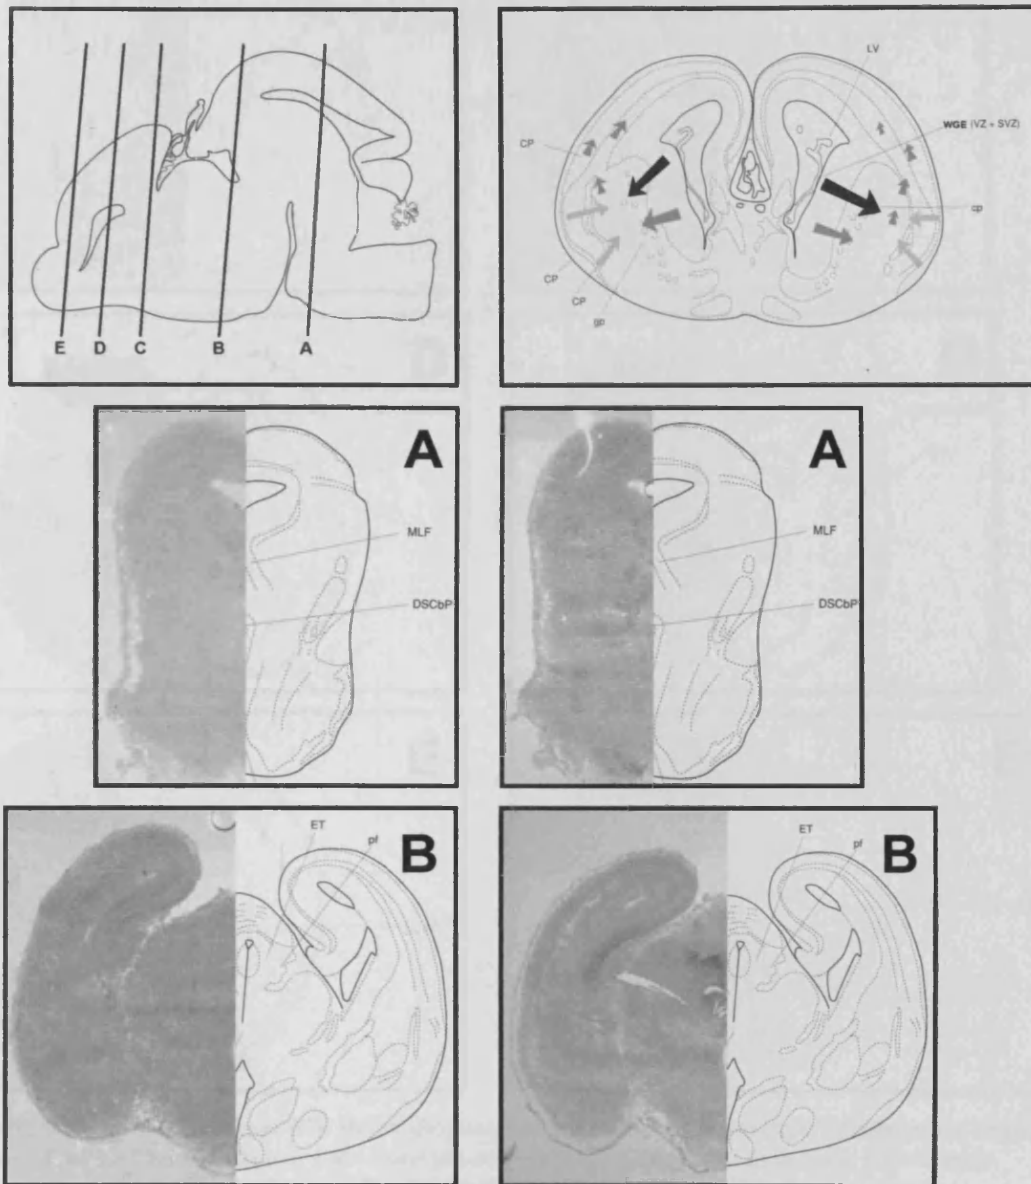 E D C B A
LV
WGE (VZ + SVZ)
CP
cp
CP
CP
gp
A
MLF
DSCbP
A
MLF
DSCbP
B
ET
pf
B
ET
pf